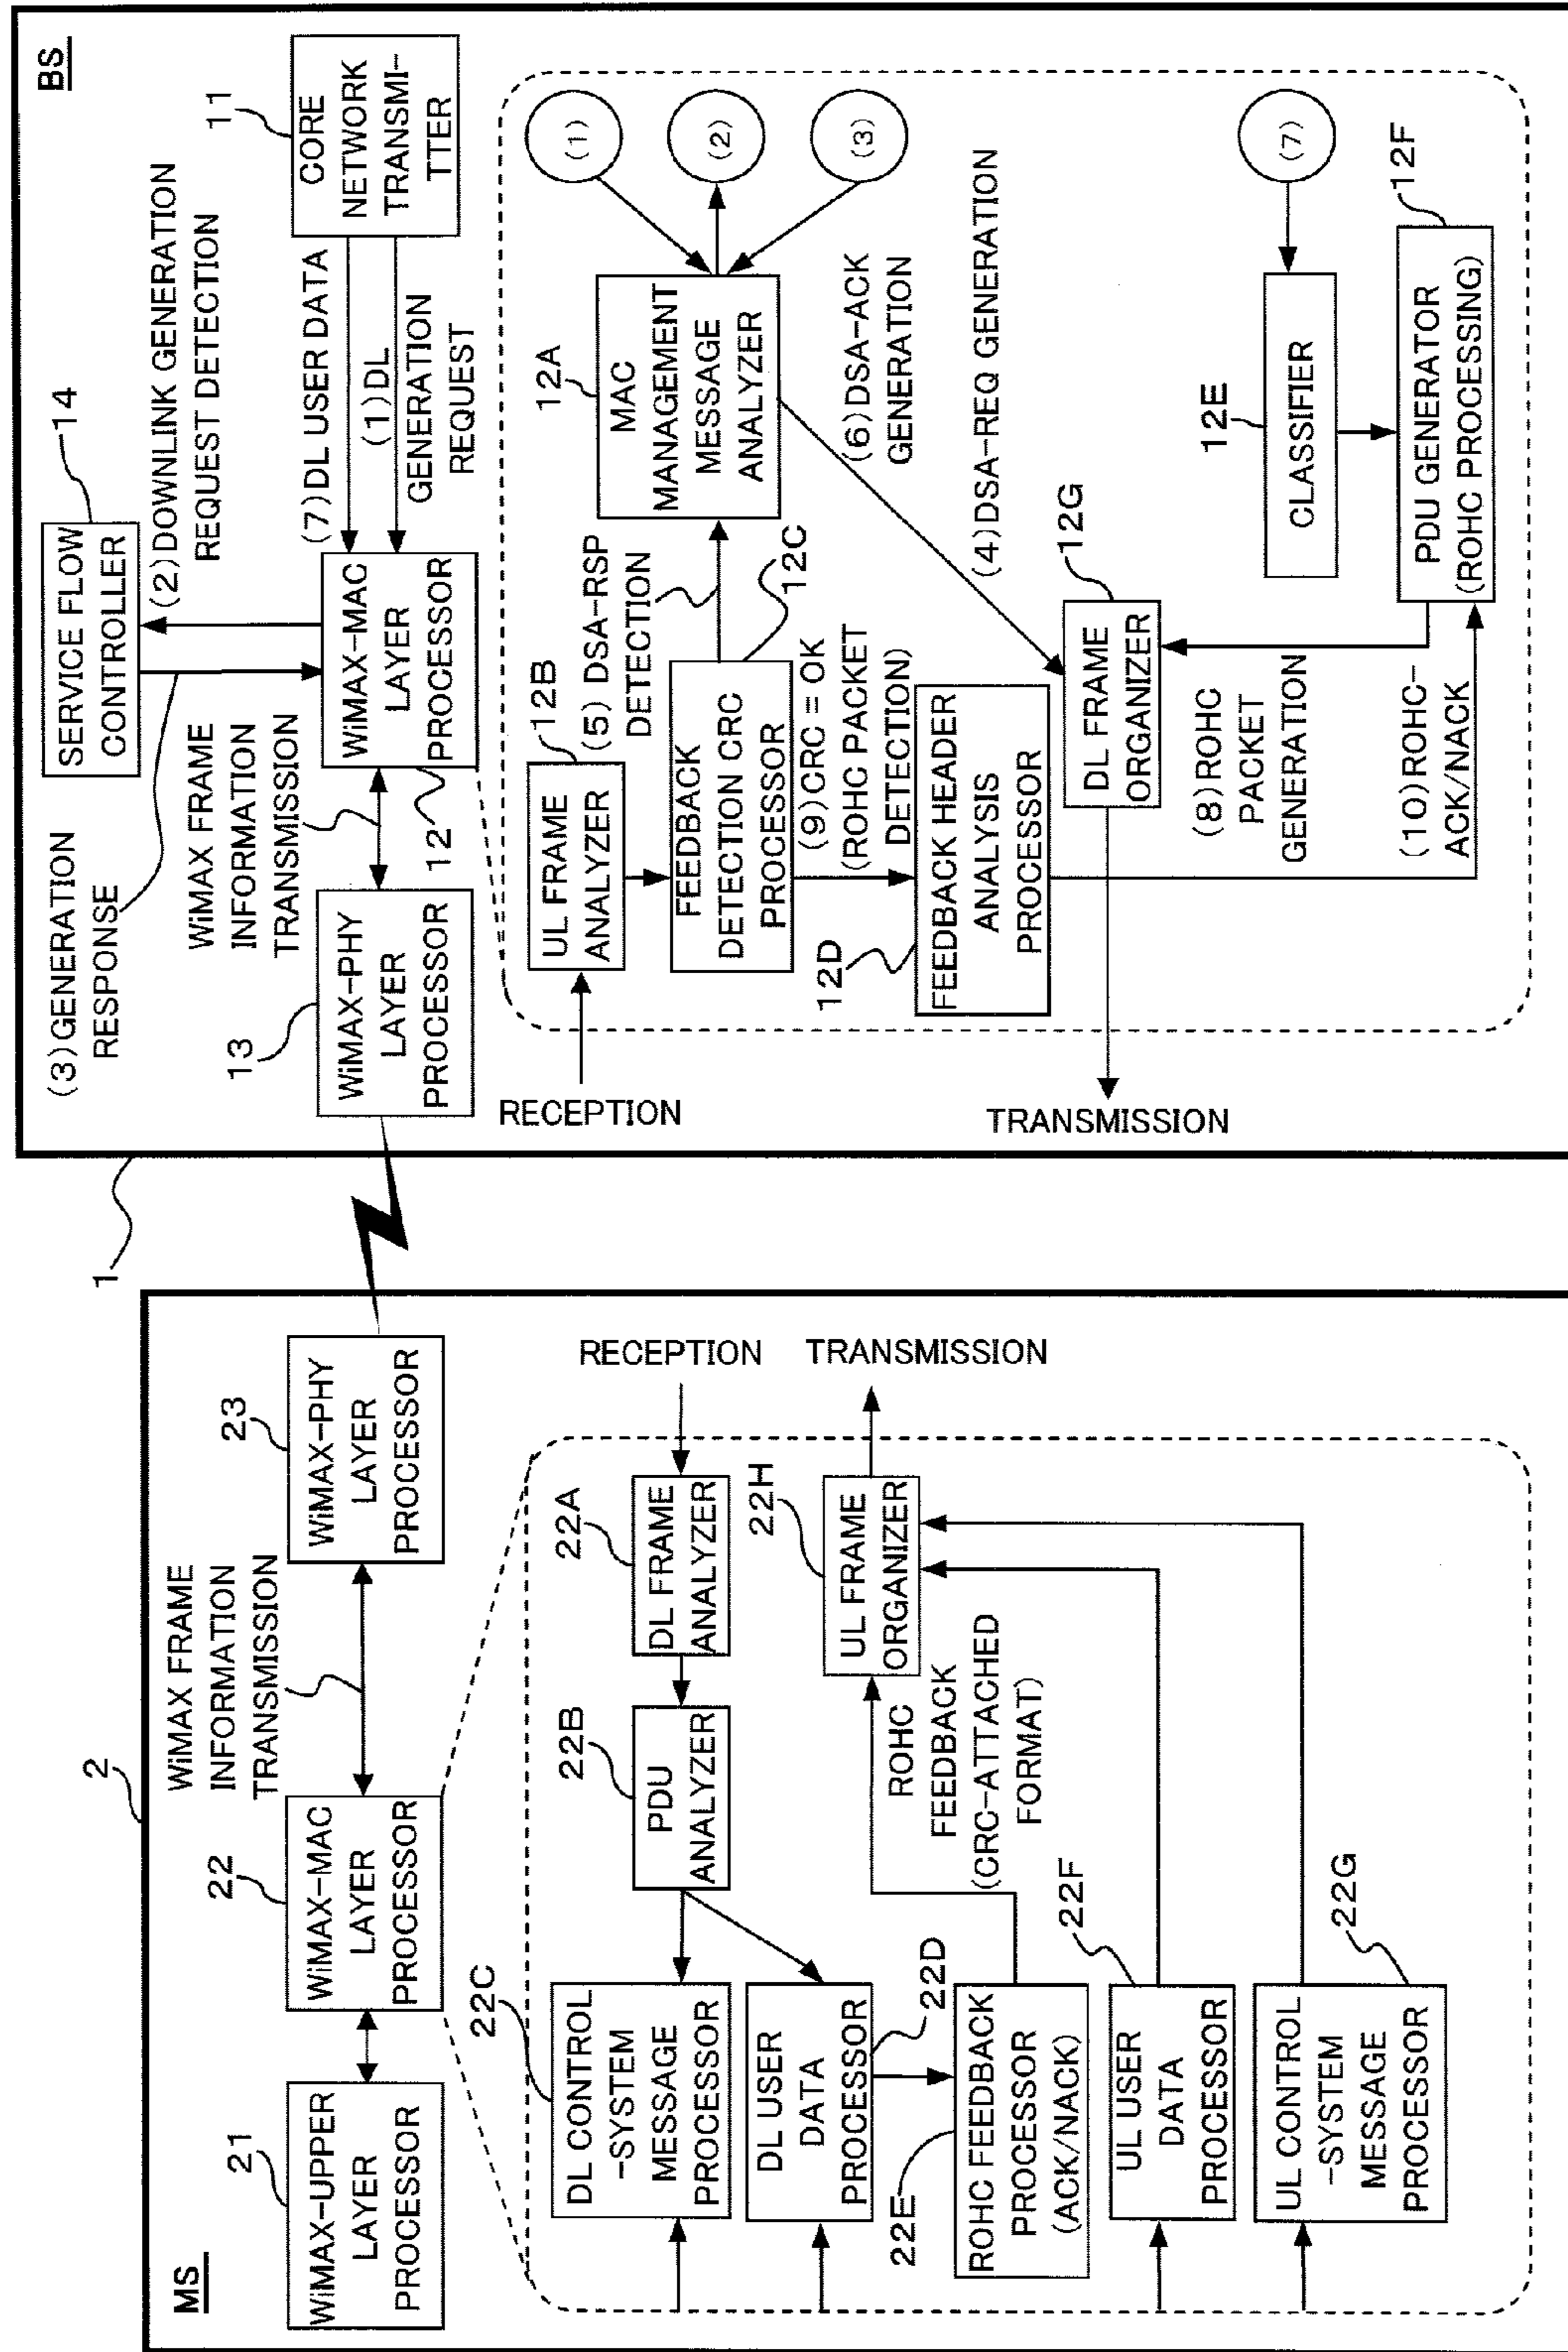 MS
2
21
WiMAX-UPPER
LAYER
PROCESSOR
22
WiMAX-MAC
LAYER
PROCESSOR
WiMAX FRAME
INFORMATION
TRANSMISSION
23
WiMAX-PHY
LAYER
PROCESSOR
22C
DL CONTROL
-SYSTEM
MESSAGE
PROCESSOR
22B
PDU
ANALYZER
22A
DL FRAME
ANALYZER
RECEPTION
DL USER
DATA
PROCESSOR
22D
22E
ROHC FEEDBACK
PROCESSOR
(ACK/NACK)
ROHC
FEEDBACK
(CRC-ATTACHED
FORMAT)
22H
UL FRAME
ORGANIZER
TRANSMISSION
22F
UL USER
DATA
PROCESSOR
22G
UL CONTROL
-SYSTEM
MESSAGE
PROCESSOR
1
BS
(3)GENERATION
RESPONSE
14
SERVICE FLOW
CONTROLLER
(2)DOWNLINK GENERATION
REQUEST DETECTION
11
CORE
NETWORK
TRANSMI-
TTER
13
WiMAX-PHY
LAYER
PROCESSOR
WiMAX FRAME
INFORMATION
TRANSMISSION
12
WiMAX-MAC
LAYER
PROCESSOR
(7)DL USER DATA
(1)DL
GENERATION
REQUEST
RECEPTION
12B
UL FRAME
ANALYZER
(5) DSA-RSP
DETECTION
12A
MAC
MANAGEMENT
MESSAGE
ANALYZER
(1)
(2)
(3)
FEEDBACK
DETECTION CRC
PROCESSOR
12C
(9)CRC = OK
(ROHC PACKET
DETECTION)
(6)DSA-ACK
GENERATION
12D
FEEDBACK HEADER
ANALYSIS
PROCESSOR
(4)DSA-REQ GENERATION
TRANSMISSION
12G
DL FRAME
ORGANIZER
12E
CLASSIFIER
(7)
(8)ROHC
PACKET
GENERATION
12F
PDU GENERATOR
(ROHC PROCESSING)
(10)ROHC-
ACK/NACK